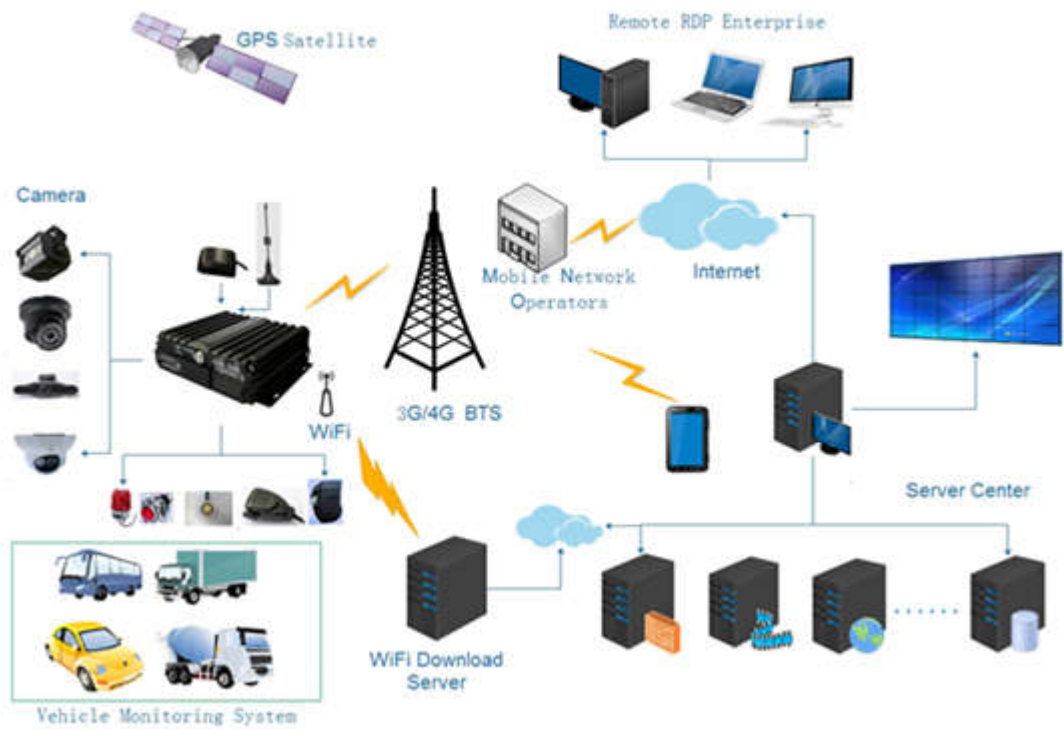 GPS Satellite
Remote RDP Enterprise
Camera
Mobile Network
Operators
Internet
3G/4G BTS
WiFi
Server Center
WiFi Download
Server
Vehicle Monitoring System